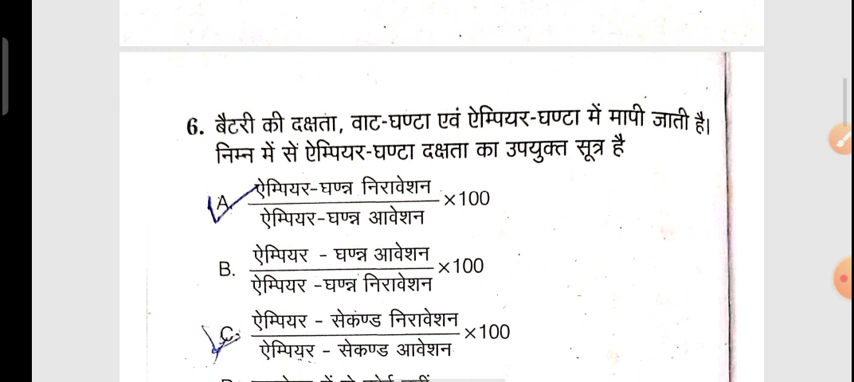 6. बैटरी की दक्षता, वाट-घण्टा एवं ऐम्पियर-घण्टा में मापी जाती है।
निम्न में सें ऐम्पियर-घण्टा दक्षता का उपयुक्त सूत्र है
A. ऐम्पियर-घण्त्र निरावेशन
×100
ऐम्पियर-घण्त्र आवेशन
B. ऐम्पियर - घण्त्र आवेशन
×100
ऐम्पियर -घण्त्र निरावेशन
C. ऐम्पियर - सेकण्ड निरावेशन
×100
ऐम्पियर - सेकण्ड आवेशन